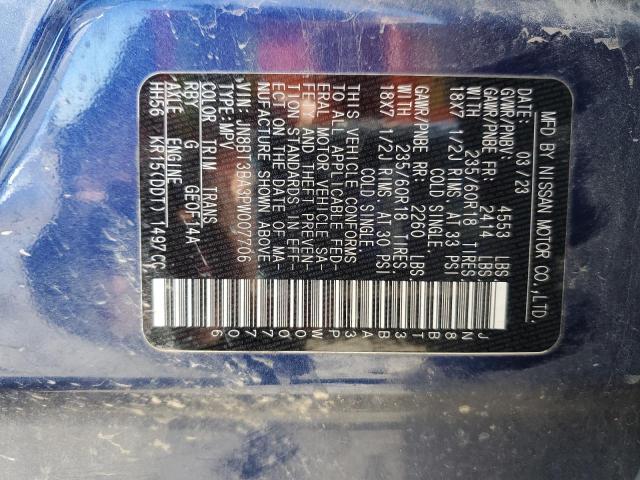 MFD BY NISSAN MOTOR CO.,LTD.
DATE: 03/23
GVWR/PNBV: 4553 LBS.
GAWR/PNBE FR: 2414 LBS.
WITH 235/60R18 TIRES
18X7 1/2J RIMS AT 33 PSI
COLD SINGLE
GAWR/PNBE RR: 2260 LBS.
WITH 235/60R18 TIRES
18X7 1/2J RIMS AT 30 PSI
COLD SINGLE
THIS VEHICLE CONFORMS
TO ALL APPLICABLE FED-
ERAL MOTOR VEHICLE SA-
FETY AND THEFT PREVEN-
TION STANDARDS IN EFF-
ECT ON THE DATE OF MA-
NUFACTURE SHOWN ABOVE.
VIN: JN8BT3BA3PW007706
TYPE:MPV
COLOR TRIM TRANS
G GE0F14A
AXLE ENGINE
HH56 KR15(DDT) 1497CC
JN8BT3BA3PW007706